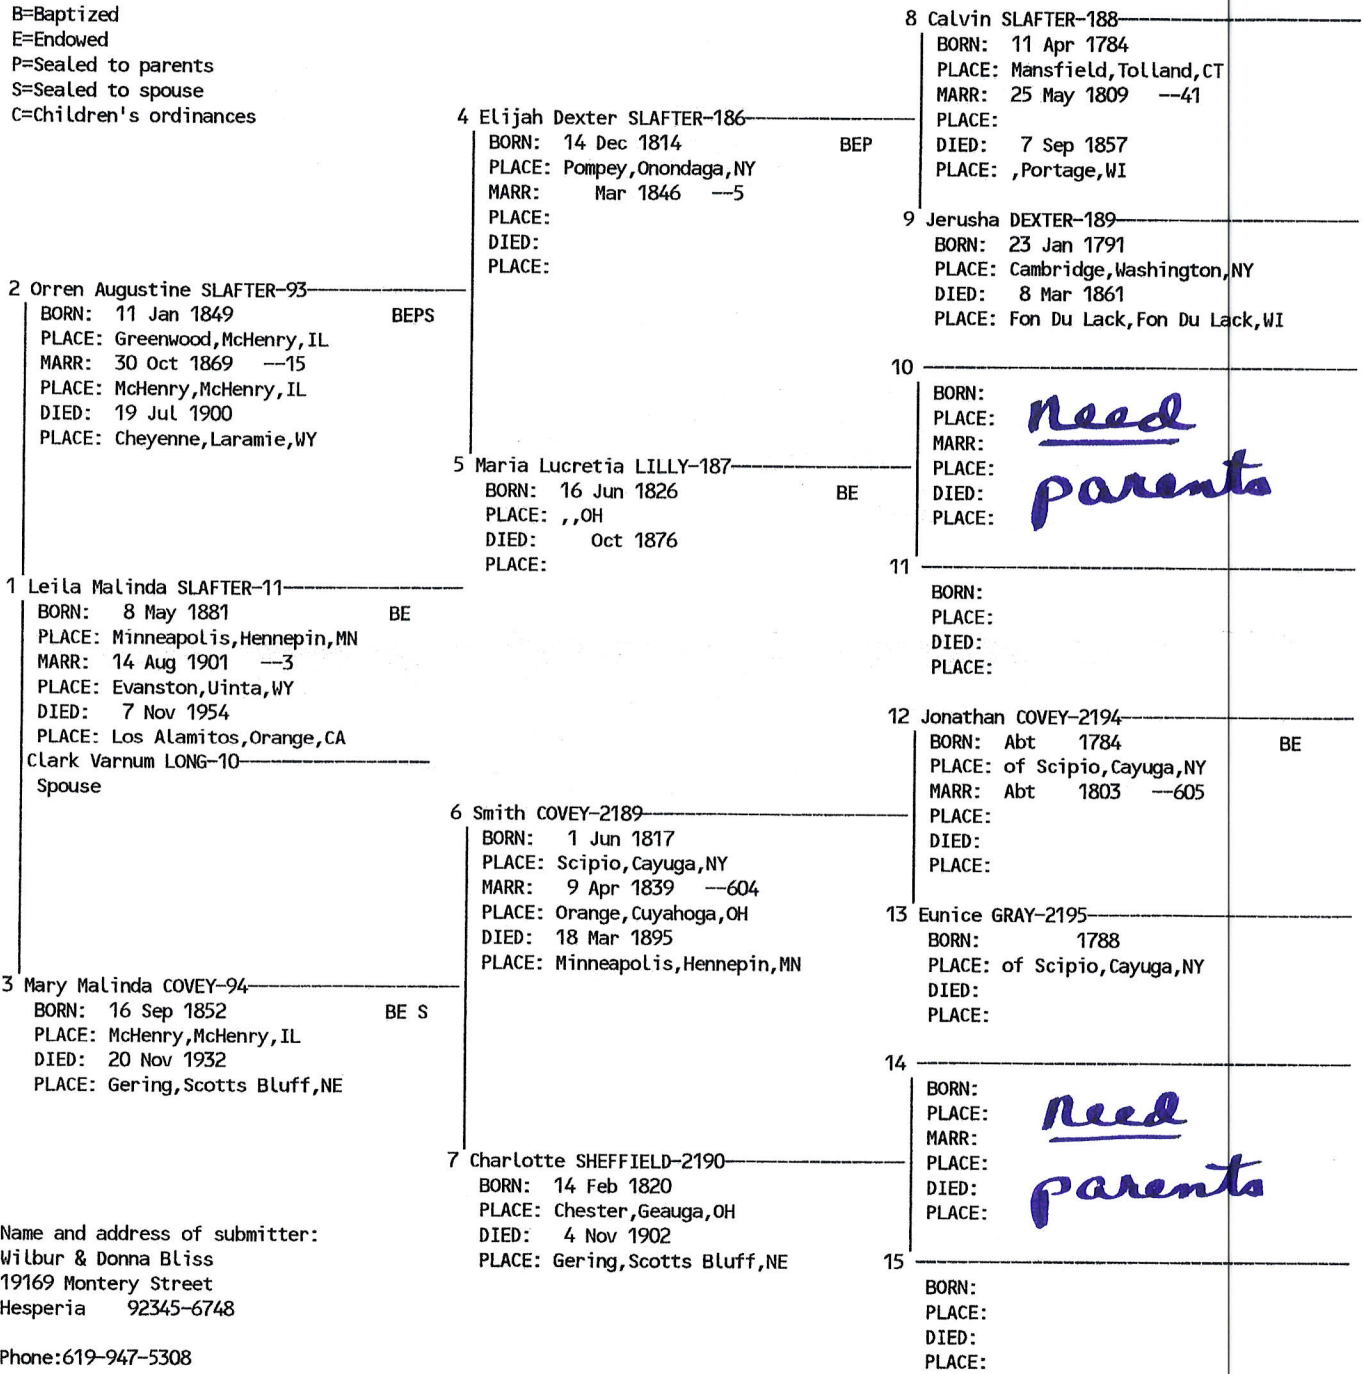 B=Baptized
E=Endowed
P=Sealed to parents
S=Sealed to spouse
C=Children's ordinances
8 Calvin SLAFTER-188
BORN: 11 Apr 1784
PLACE: Mansfield,Tolland,CT
MARR: 25 May 1809 --41
PLACE:
DIED: 7 Sep 1857
PLACE: ,Portage,WI
4 Elijah Dexter SLAFTER-186
BORN: 14 Dec 1814 BEP
PLACE: Pompey,Onondaga,NY
MARR: Mar 1846 --5
PLACE:
DIED:
PLACE:
9 Jerusha DEXTER-189
BORN: 23 Jan 1791
PLACE: Cambridge,Washington,NY
DIED: 8 Mar 1861
PLACE: Fon Du Lack,Fon Du Lack,WI
2 Orren Augustine SLAFTER-93
BORN: 11 Jan 1849 BEPS
PLACE: Greenwood,McHenry,IL
MARR: 30 Oct 1869 --15
PLACE: McHenry,McHenry,IL
DIED: 19 Jul 1900
PLACE: Cheyenne,Laramie,WY
10
BORN:
PLACE:
MARR:
PLACE:
DIED:
PLACE:
need
parents
5 Maria Lucretia LILLY-187
BORN: 16 Jun 1826 BE
PLACE: ,,OH
DIED: Oct 1876
PLACE:
11
BORN:
PLACE:
DIED:
PLACE:
1 Leila Malinda SLAFTER-11
BORN: 8 May 1881 BE
PLACE: Minneapolis,Hennepin,MN
MARR: 14 Aug 1901 --3
PLACE: Evanston,Uinta,WY
DIED: 7 Nov 1954
PLACE: Los Alamitos,Orange,CA
Clark Varnum LONG-10
Spouse
12 Jonathan COVEY-2194
BORN: Abt 1784 BE
PLACE: of Scipio,Cayuga,NY
MARR: Abt 1803 --605
PLACE:
DIED:
PLACE:
6 Smith COVEY-2189
BORN: 1 Jun 1817
PLACE: Scipio,Cayuga,NY
MARR: 9 Apr 1839 --604
PLACE: Orange,Cuyahoga,OH
DIED: 18 Mar 1895
PLACE: Minneapolis,Hennepin,MN
13 Eunice GRAY-2195
BORN: 1788
PLACE: of Scipio,Cayuga,NY
DIED:
PLACE:
3 Mary Malinda COVEY-94
BORN: 16 Sep 1852 BE S
PLACE: McHenry,McHenry,IL
DIED: 20 Nov 1932
PLACE: Gering,Scotts Bluff,NE
14
BORN:
PLACE:
MARR:
PLACE:
DIED:
PLACE:
need
parents
7 Charlotte SHEFFIELD-2190
BORN: 14 Feb 1820
PLACE: Chester,Geauga,OH
DIED: 4 Nov 1902
PLACE: Gering,Scotts Bluff,NE
15
BORN:
PLACE:
DIED:
PLACE:
Name and address of submitter:
Wilbur & Donna Bliss
19169 Montery Street
Hesperia 92345-6748
Phone:619-947-5308